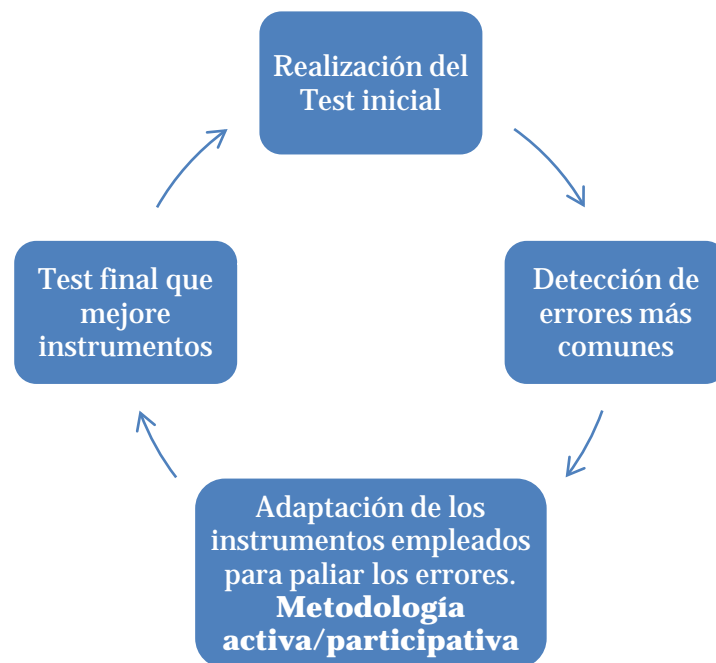 Realización del
Test inicial
Detección de
errores más
comunes
Adaptación de los
instrumentos empleados
para paliar los errores.
Metodología
activa/participativa
Test final que
mejore
instrumentos